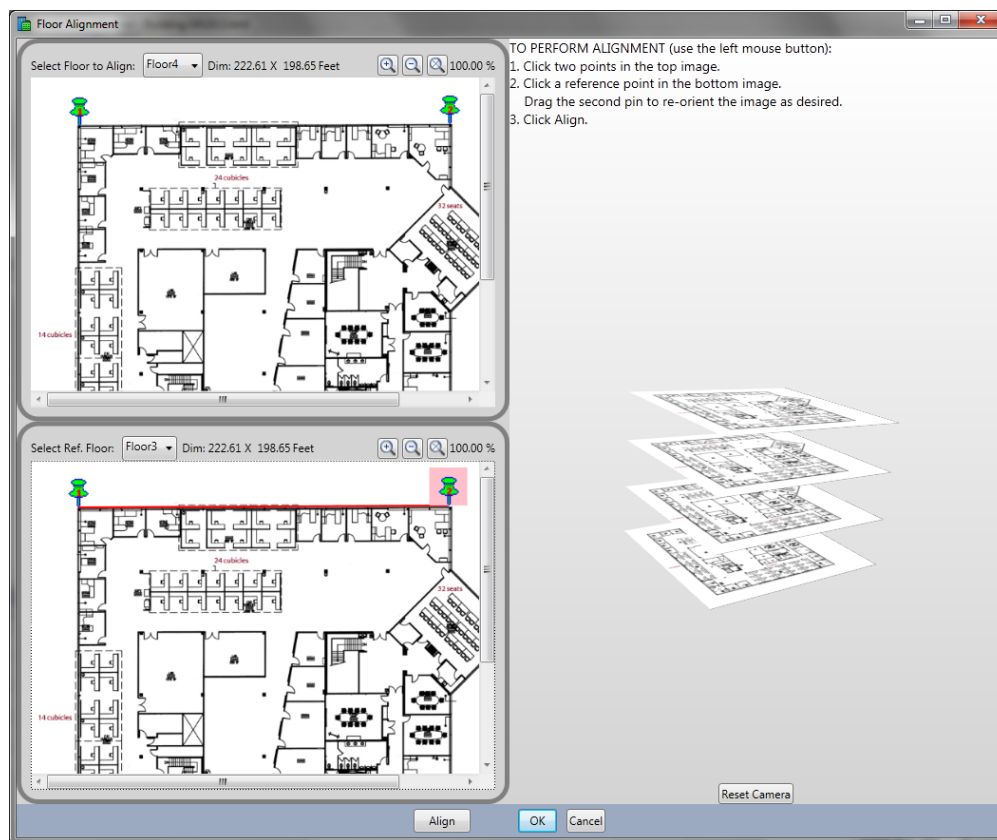 Floor Alignment
Select Floor to Align: Floor4 Dim: 222.61 X 198.65 Feet 100.00 %
1 2
24 cubicles
32 seats
14 cubicles
Select Ref. Floor: Floor3 Dim: 222.61 X 198.65 Feet 100.00 %
1 2
24 cubicles
32 seats
14 cubicles
TO PERFORM ALIGNMENT (use the left mouse button):
1. Click two points in the top image.
2. Click a reference point in the bottom image.
Drag the second pin to re-orient the image as desired.
3. Click Align.
Reset Camera
Align OK Cancel